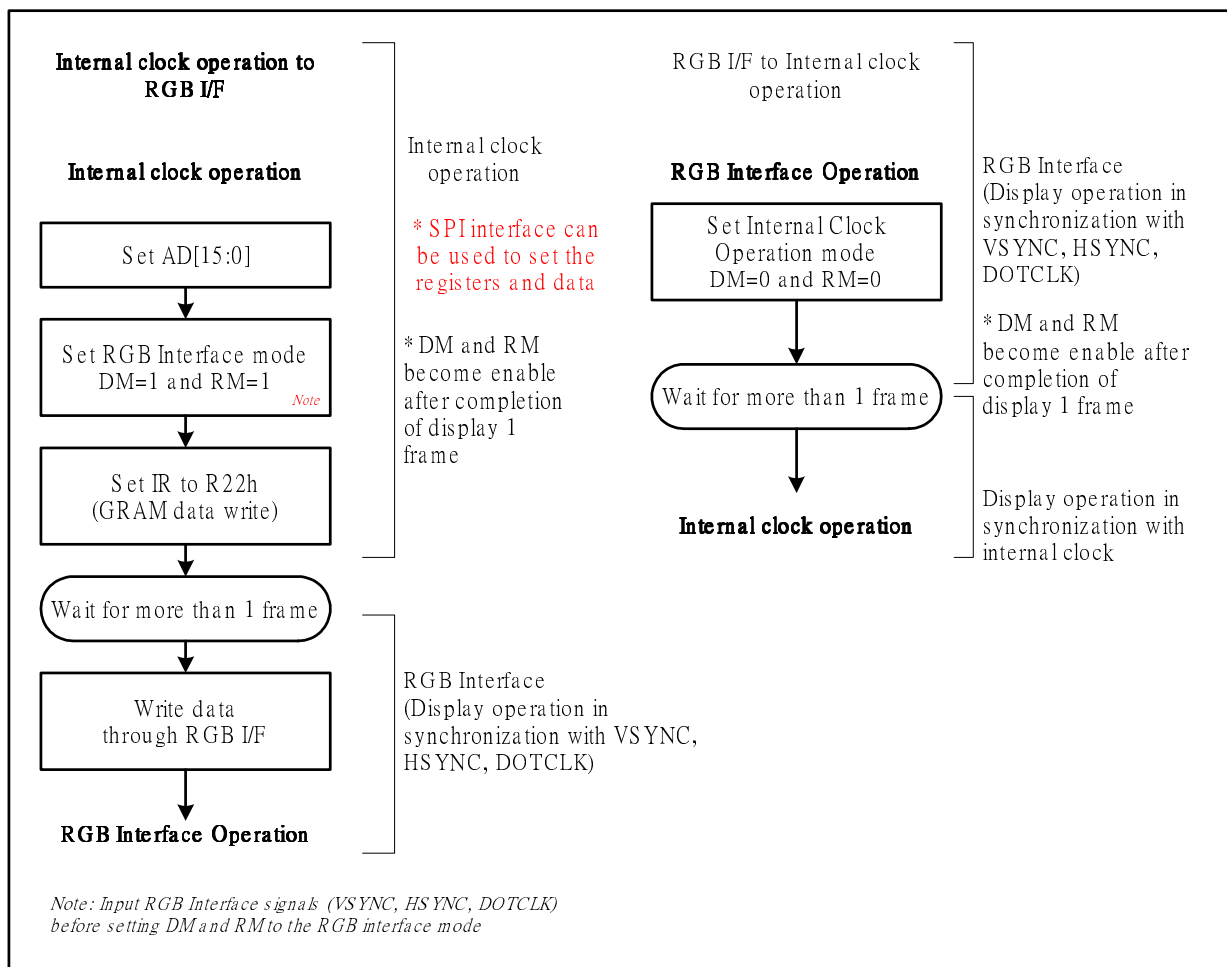 Internal clock operation to
RGB I/F
Internal clock operation
Set AD[15:0]
Set RGB Interface mode
DM=1 and RM=1
Note
Set IR to R22h
(GRAM data write)
Wait for more than 1 frame
Write data
through RGB I/F
RGB Interface Operation
Internal clock
operation
* SPI interface can
be used to set the
registers and data
* DM and RM
become enable
after completion
of display 1
frame
RGB Interface
(Display operation in
synchronization with VSYNC,
HSYNC, DOTCLK)
RGB I/F to Internal clock
operation
RGB Interface Operation
Set Internal Clock
Operation mode
DM=0 and RM=0
Wait for more than 1 frame
Internal clock operation
RGB Interface
(Display operation in
synchronization with
VSYNC, HSYNC,
DOTCLK)
* DM and RM
become enable after
completion of
display 1 frame
Display operation in
synchronization with
internal clock
Note: Input RGB Interface signals (VSYNC, HSYNC, DOTCLK)
before setting DM and RM to the RGB interface mode